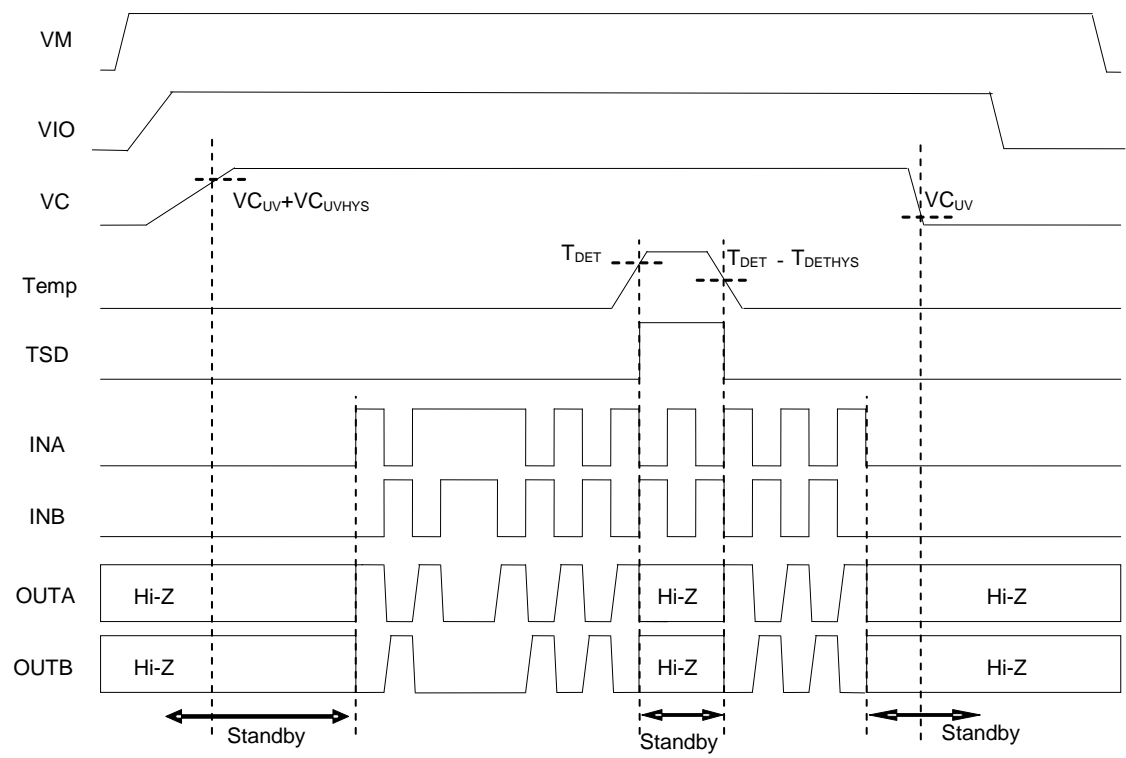 VM
VIO
VC
VCUV+VCUVHYS
VCUV
TDET
TDET - TDETHYS
Temp
TSD
INA
INB
OUTA
Hi-Z
Hi-Z
Hi-Z
OUTB
Hi-Z
Hi-Z
Hi-Z
Standby
Standby
Standby